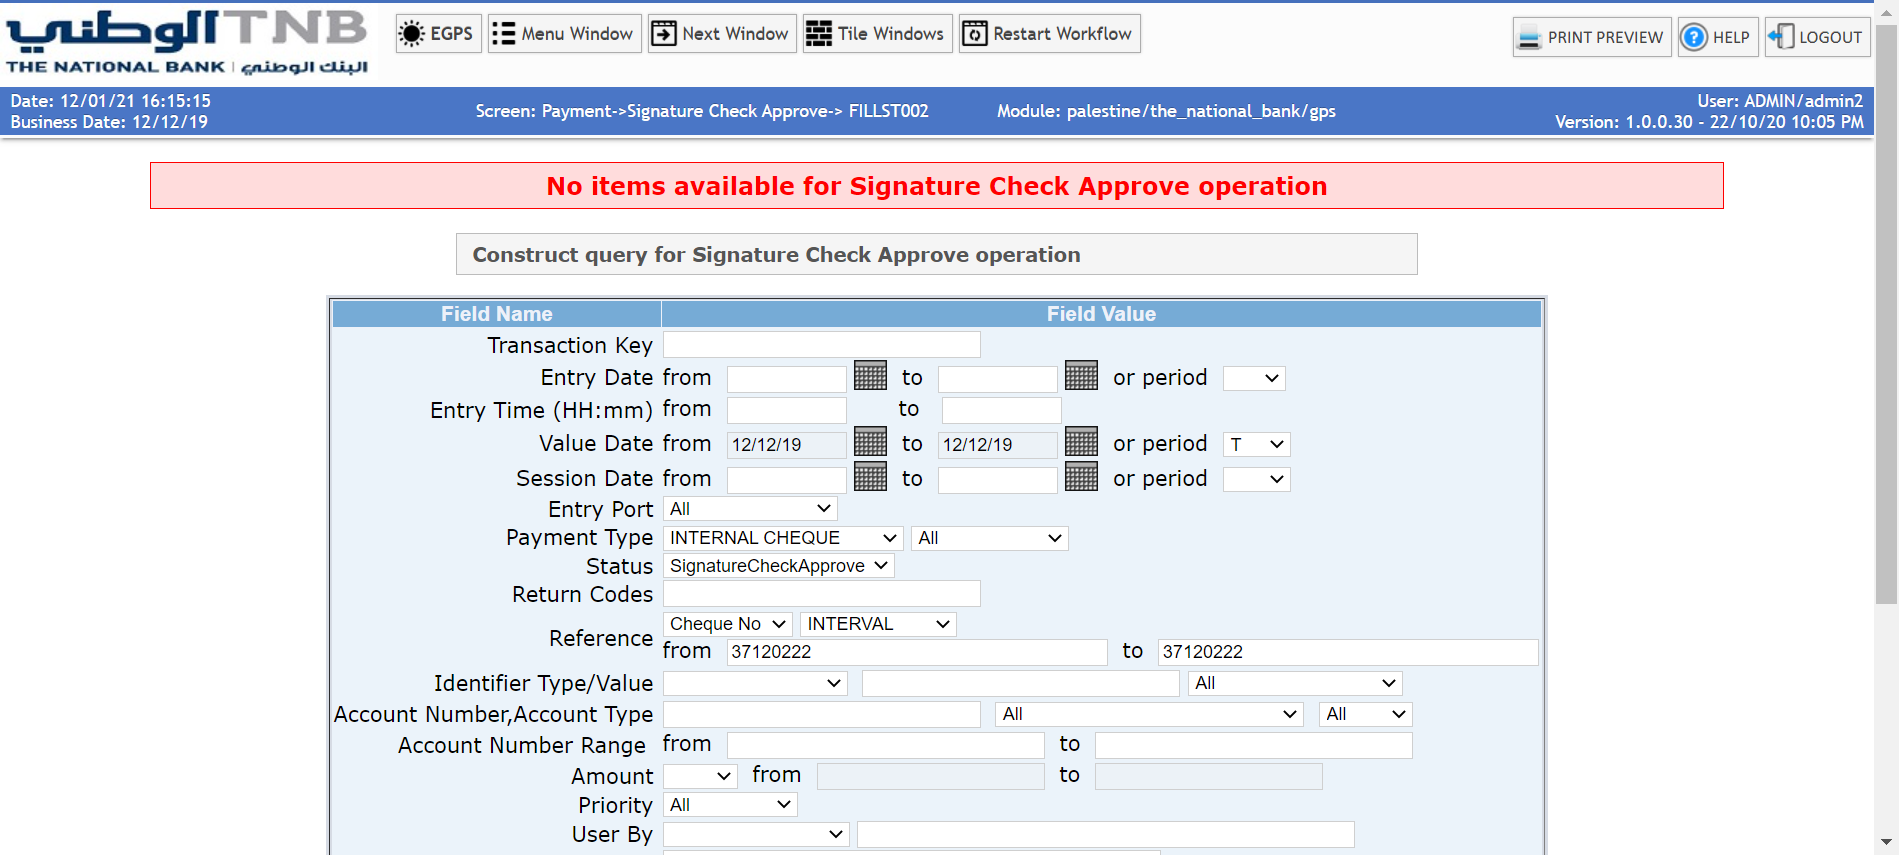 الوطني TNB
THE NATIONAL BANK | البنك الوطني
EGPS
Menu Window
Next Window
Tile Windows
Restart Workflow
PRINT PREVIEW
? HELP
LOGOUT
Date: 12/01/21 16:15:15
Business Date: 12/12/19
Screen: Payment->Signature Check Approve-> FILLST002
Module: palestine/the_national_bank/gps
User: ADMIN/admin2
Version: 1.0.0.30 - 22/10/20 10:05 PM
No items available for Signature Check Approve operation
Construct query for Signature Check Approve operation
Field Name Field Value
Transaction Key
Entry Date from to or period
Entry Time (HH:mm) from to
Value Date from 12/12/19 to 12/12/19 or period T
Session Date from to or period
Entry Port All
Payment Type INTERNAL CHEQUE All
Status SignatureCheckApprove
Return Codes
Reference Cheque No INTERVAL
from 37120222 to 37120222
Identifier Type/Value All
Account Number,Account Type All All
Account Number Range from to
Amount from to
Priority All
User By